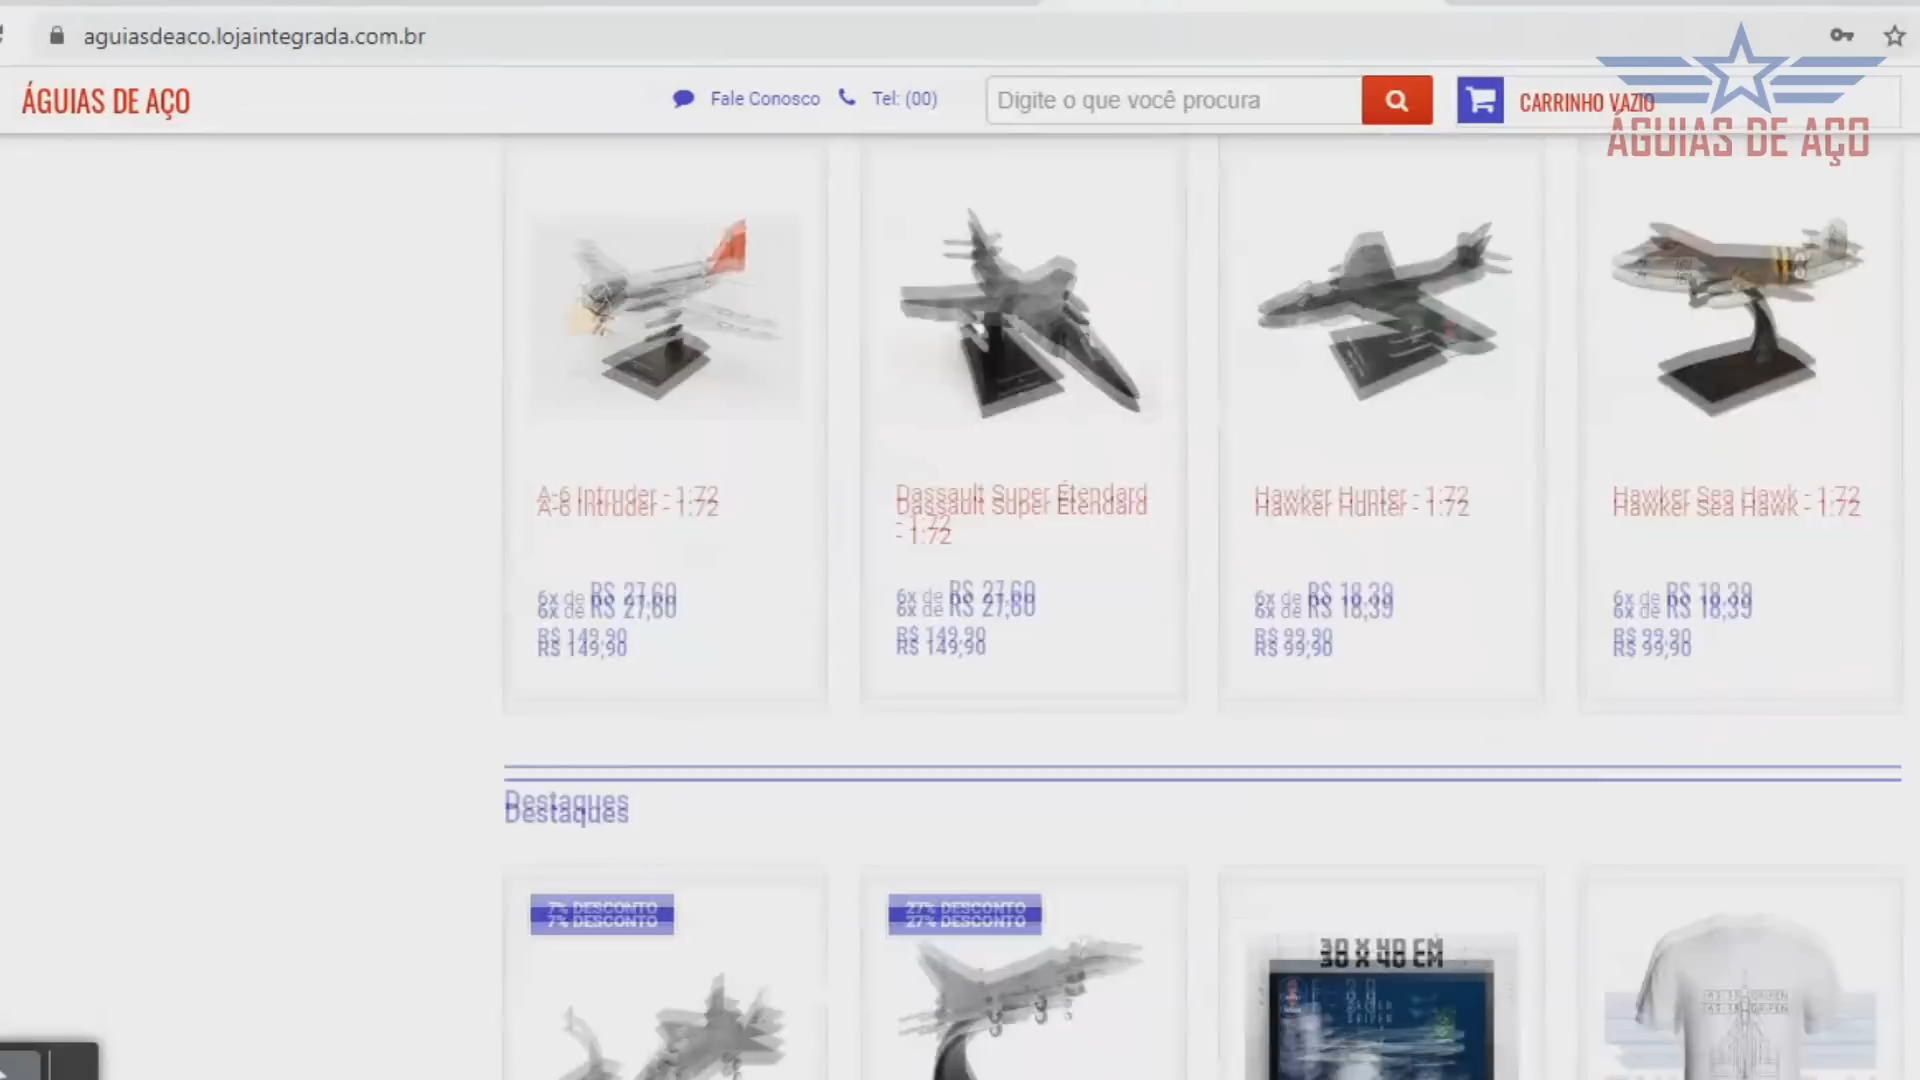 aguiasdeaco.lojaintegrada.com.br
ÁGUIAS DE AÇO
Fale Conosco
Tel: (00)
Digite o que você procura
CARRINHO VAZIO
ÁGUIAS DE AÇO
A-6 Intruder - 1:72
6x de R$ 27,60
R$ 149,90
Dassault Super Étendard
- 1:72
6x de R$ 27,60
R$ 149,90
Hawker Hunter - 1:72
6x de R$ 18,39
R$ 99,90
Hawker Sea Hawk - 1:72
6x de R$ 18,39
R$ 99,90
Destaques
7% DESCONTO
27% DESCONTO
30 X 40 CM